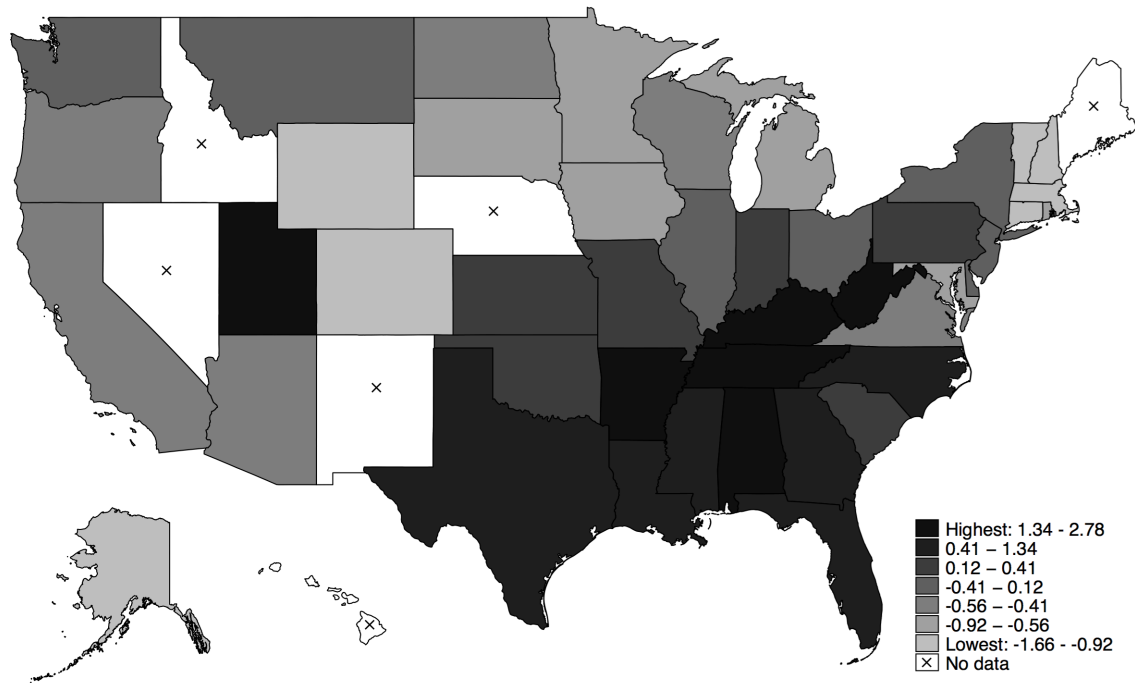 Highest: 1.34 - 2.78
0.41 – 1.34
0.12 – 0.41
-0.41 – 0.12
-0.56 – -0.41
-0.92 – -0.56
Lowest: -1.66 - -0.92
No data